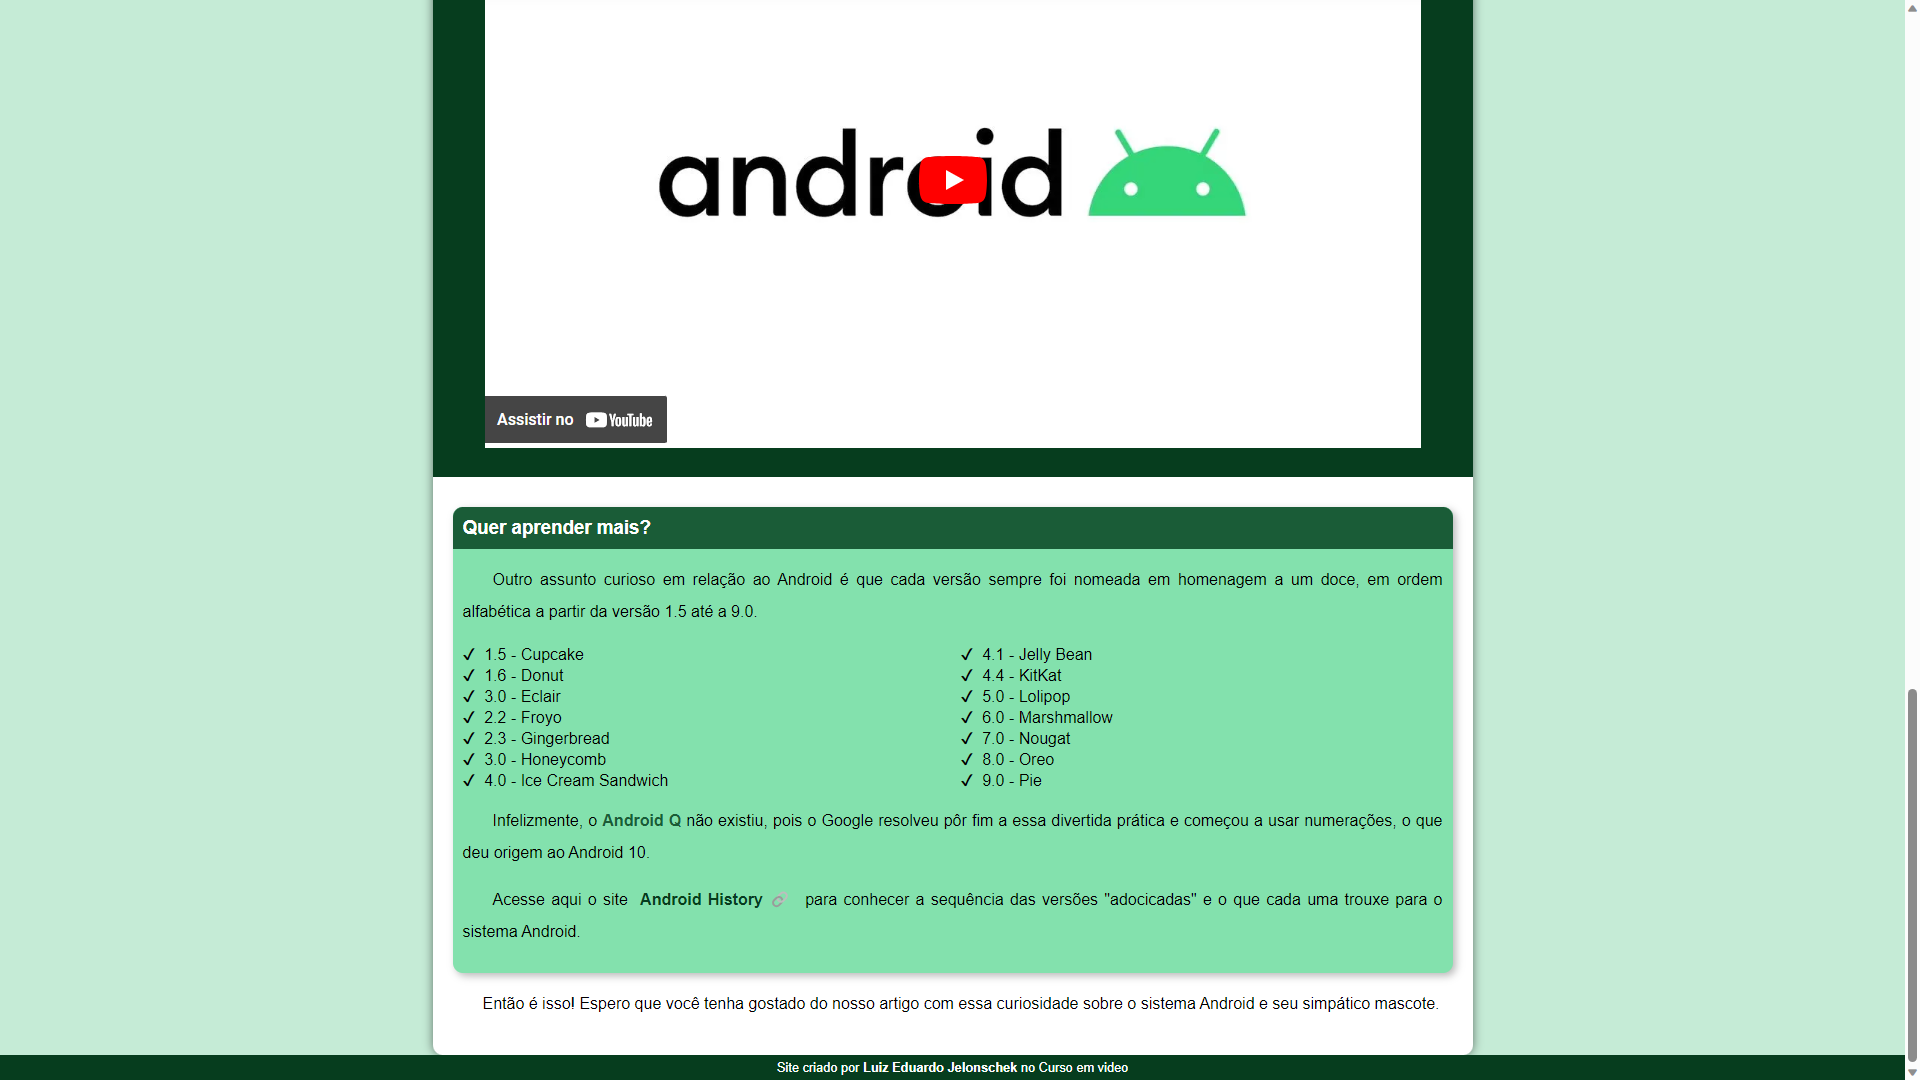 android
Assistir no YouTube
Quer aprender mais?
Outro assunto curioso em relação ao Android é que cada versão sempre foi nomeada em homenagem a um doce, em ordem
alfabética a partir da versão 1.5 até a 9.0.
✓ 1.5 - Cupcake
✓ 1.6 - Donut
✓ 3.0 - Eclair
✓ 2.2 - Froyo
✓ 2.3 - Gingerbread
✓ 3.0 - Honeycomb
✓ 4.0 - Ice Cream Sandwich
✓ 4.1 - Jelly Bean
✓ 4.4 - KitKat
✓ 5.0 - Lolipop
✓ 6.0 - Marshmallow
✓ 7.0 - Nougat
✓ 8.0 - Oreo
✓ 9.0 - Pie
Infelizmente, o Android Q não existiu, pois o Google resolveu pôr fim a essa divertida prática e começou a usar numerações, o que
deu origem ao Android 10.
Acesse aqui o site Android History para conhecer a sequência das versões "adocicadas" e o que cada uma trouxe para o
sistema Android.
Então é isso! Espero que você tenha gostado do nosso artigo com essa curiosidade sobre o sistema Android e seu simpático mascote.
Site criado por Luiz Eduardo Jelonschek no Curso em video